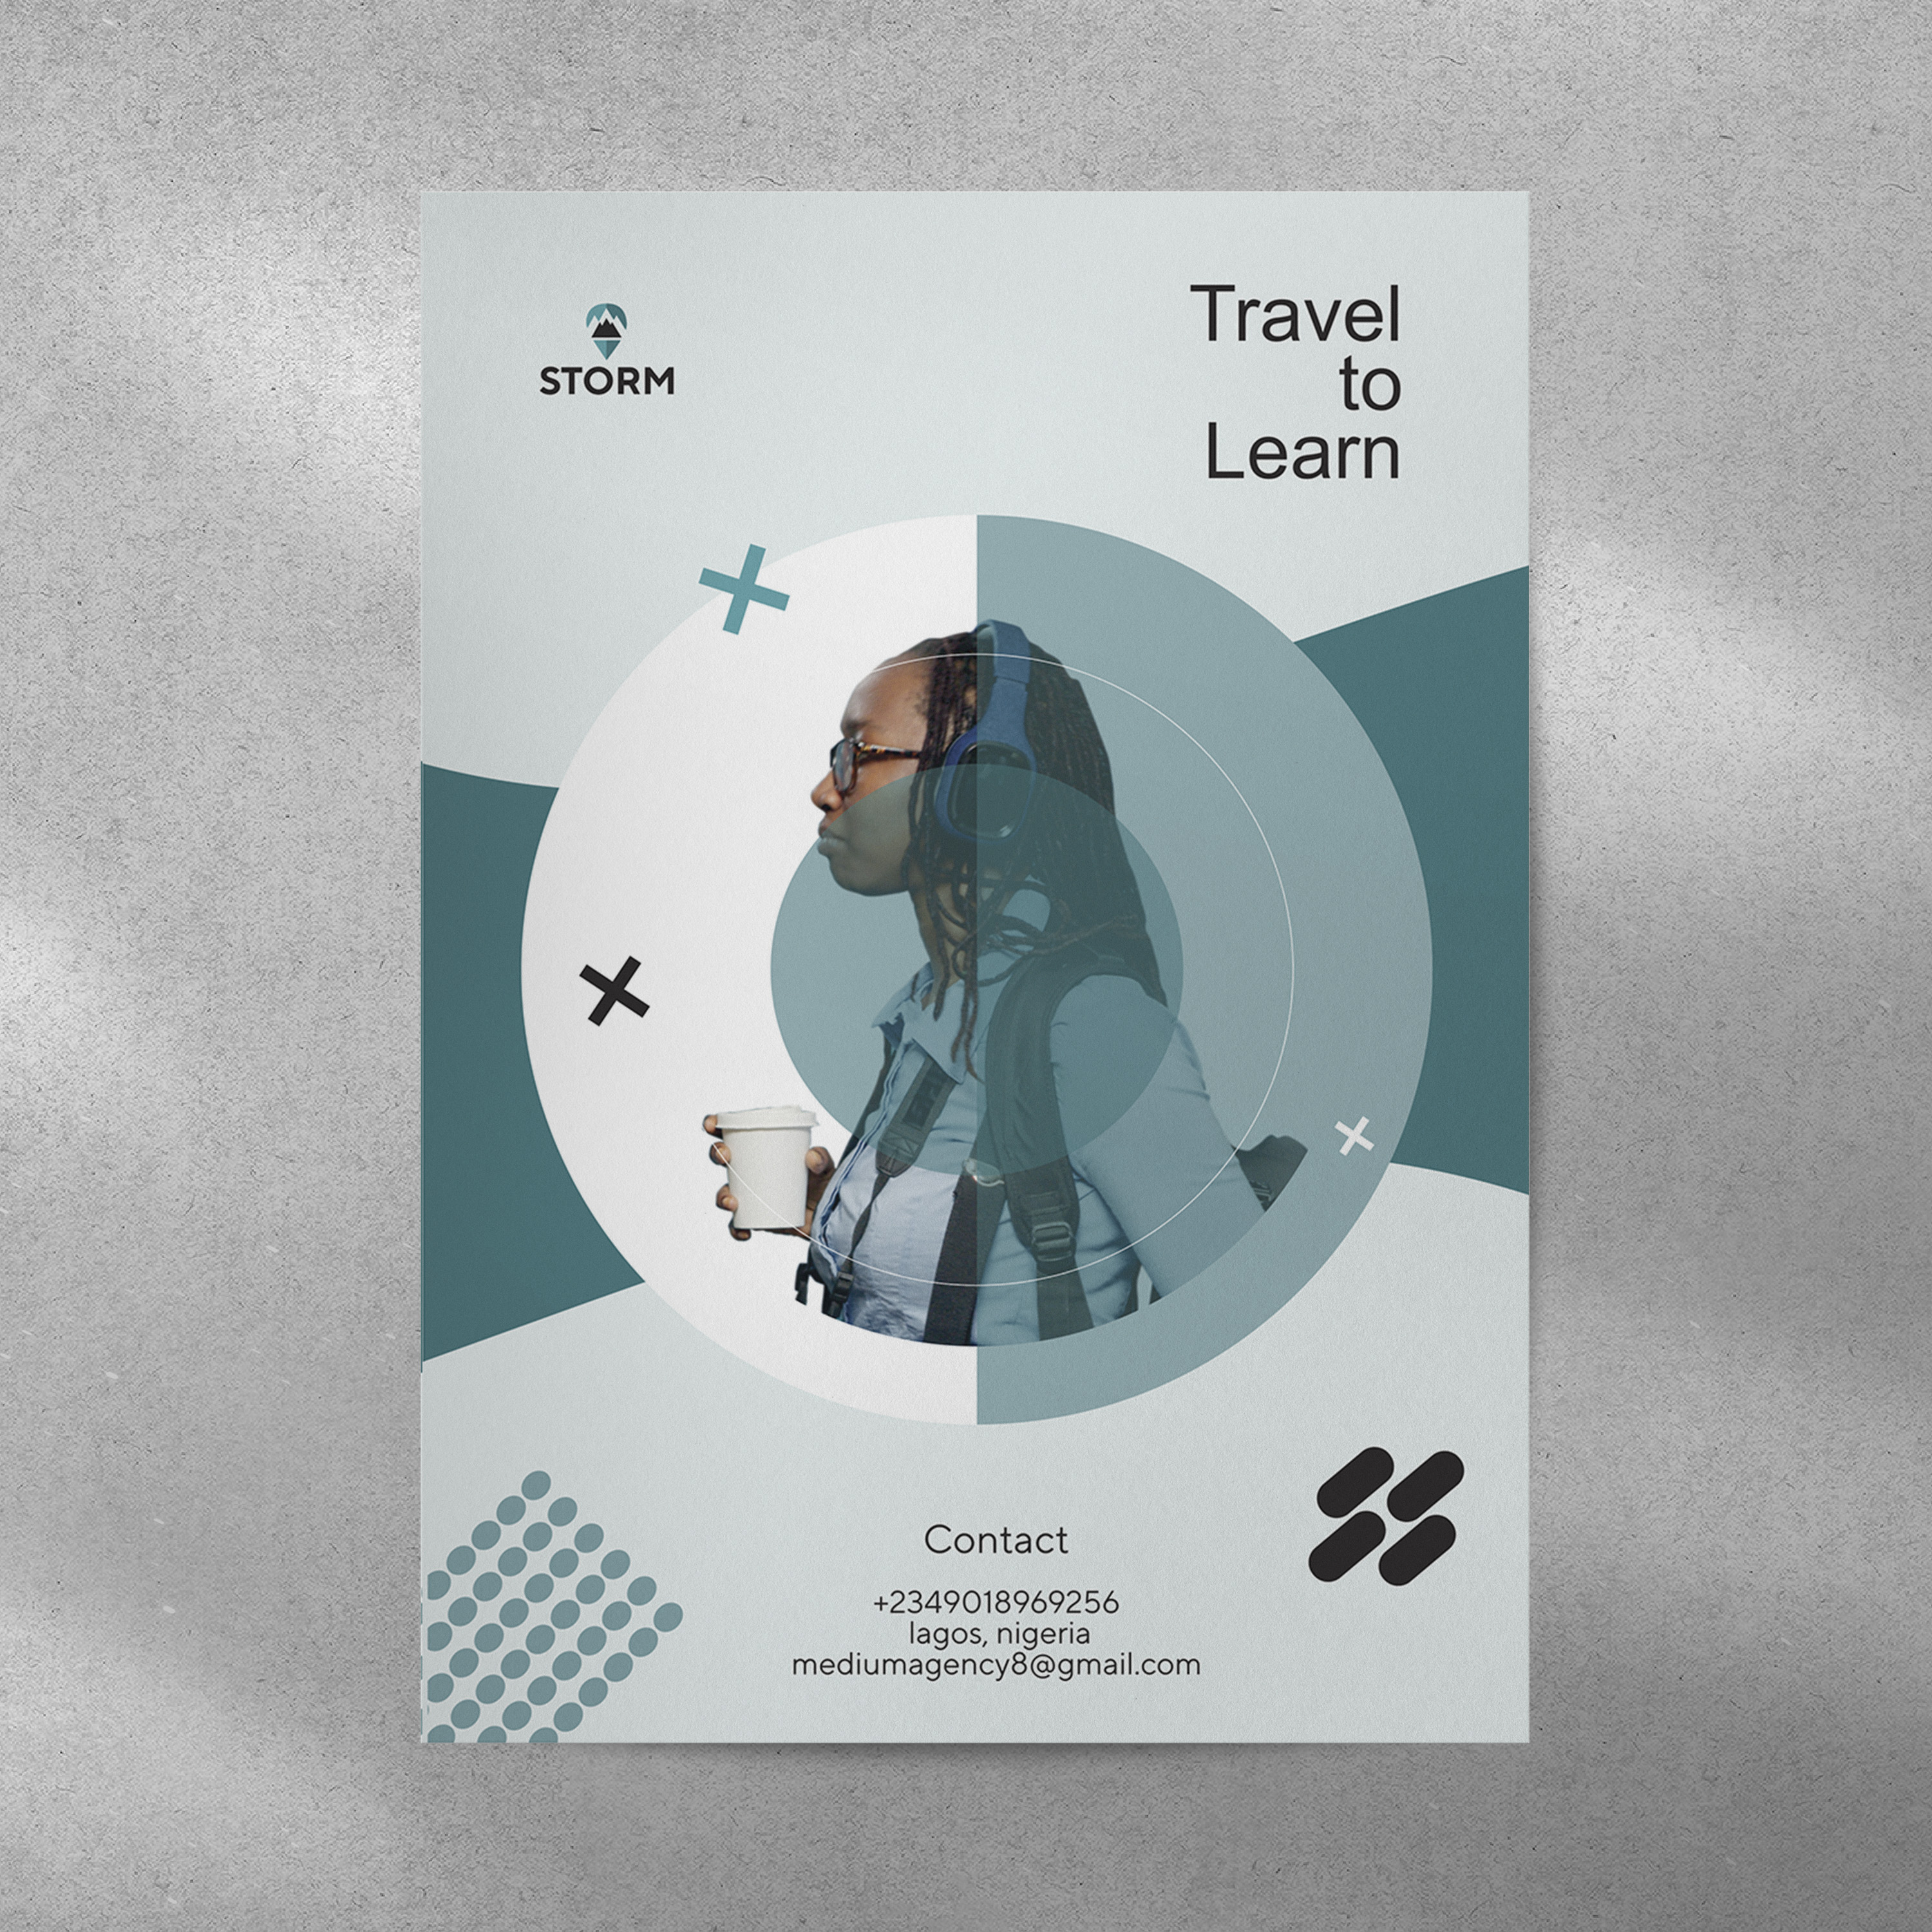 STORM
Travel
to
Learn
Contact
+2349018969256
lagos, nigeria
mediumagency8@gmail.com